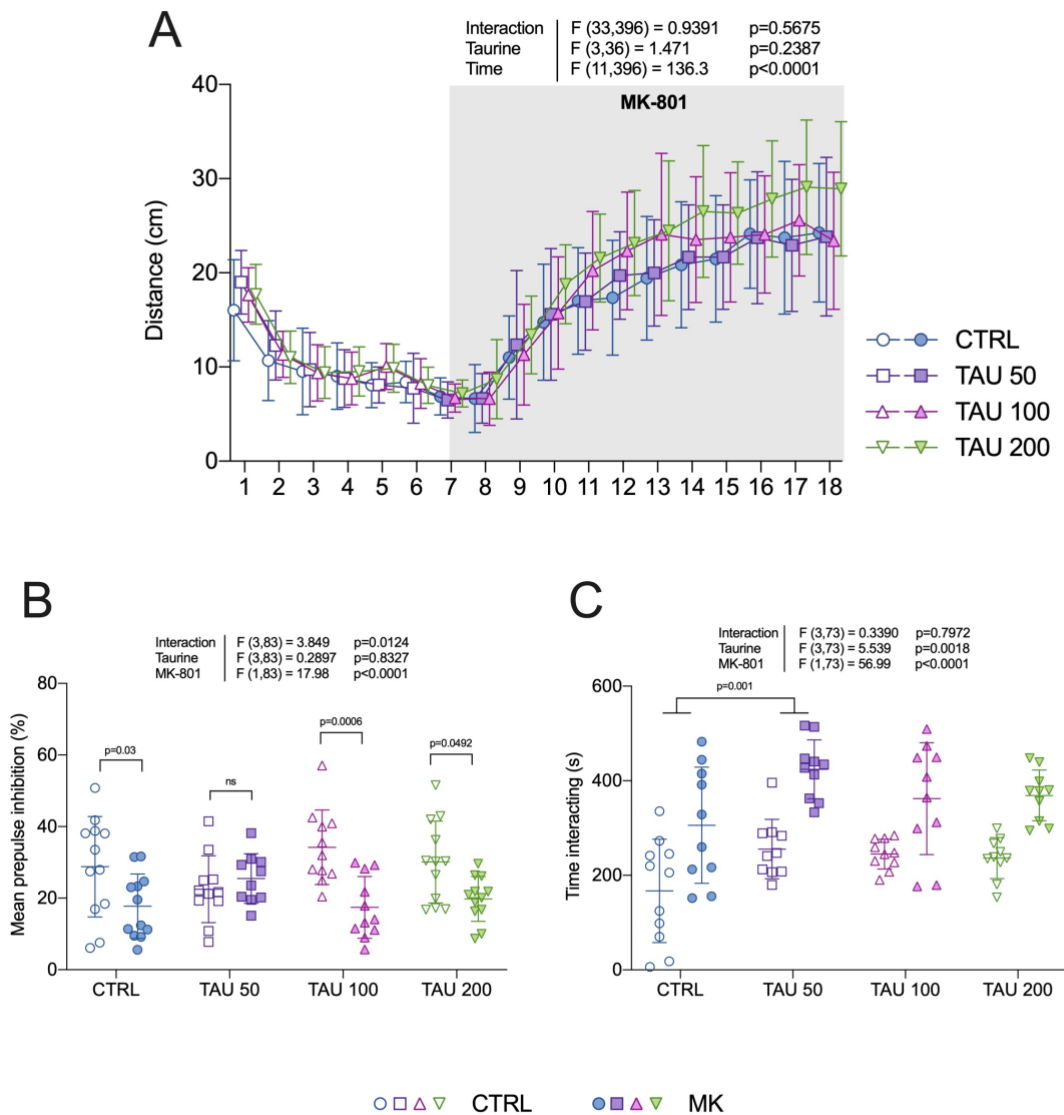 A
Interaction F (33,396) = 0.9391 p=0.5675
Taurine F (3,36) = 1.471 p=0.2387
Time F (11,396) = 136.3 p<0.0001
MK-801
Distance (cm)
40
30
20
10
0
1 2 3 4 5 6 7 8 9 10 11 12 13 14 15 16 17 18
CTRL
TAU 50
TAU 100
TAU 200
B
Interaction F (3,83) = 3.849 p=0.0124
Taurine F (3,83) = 0.2897 p=0.8327
MK-801 F (1,83) = 17.98 p<0.0001
Mean prepulse inhibition (%)
80
60
40
20
0
p=0.03
ns
p=0.0006
p=0.0492
CTRL TAU 50 TAU 100 TAU 200
C
Interaction F (3,73) = 0.3390 p=0.7972
Taurine F (3,73) = 5.539 p=0.0018
MK-801 F (1,73) = 56.99 p<0.0001
Time interacting (s)
600
400
200
0
p=0.001
CTRL TAU 50 TAU 100 TAU 200
CTRL MK